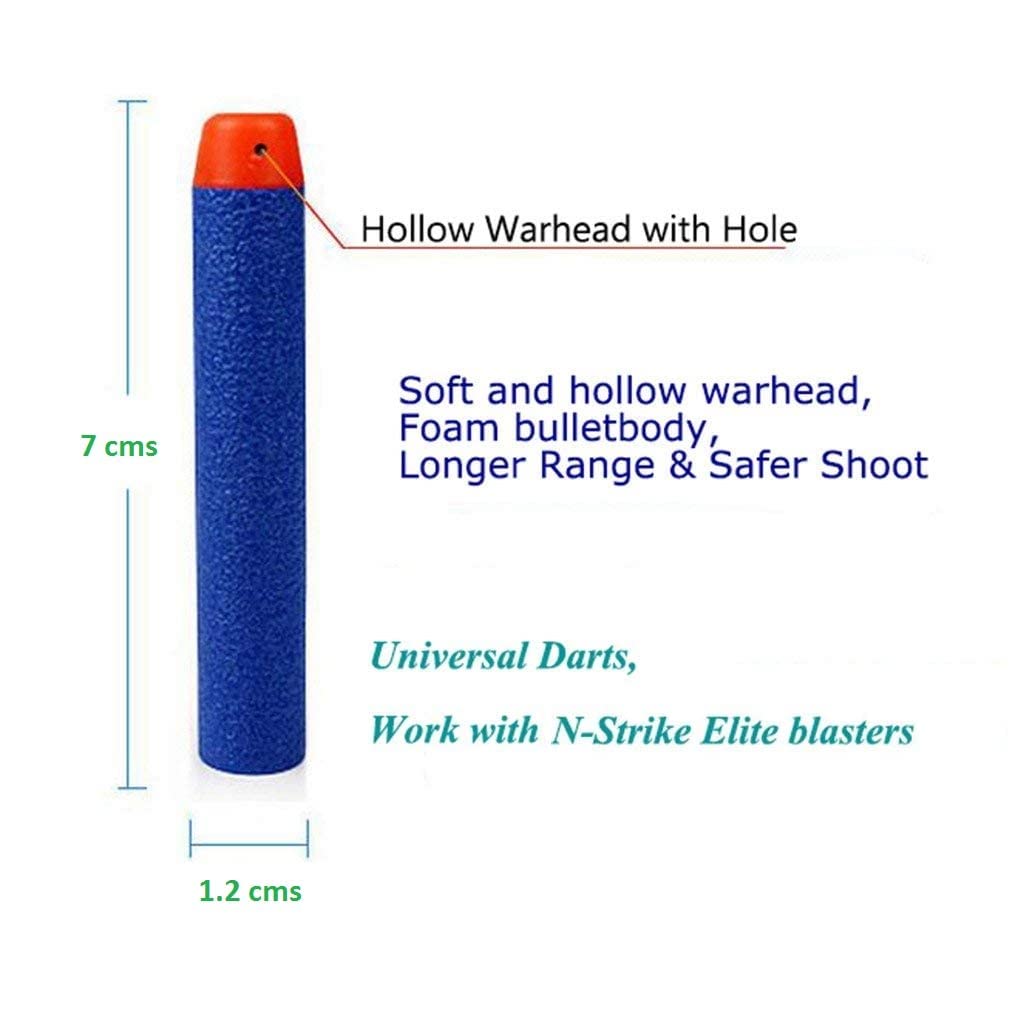 Hollow Warhead with Hole
Soft and hollow warhead,
Foam bulletbody,
Longer Range & Safer Shoot
7 cms
Universal Darts,
Work with N-Strike Elite blasters
1.2 cms